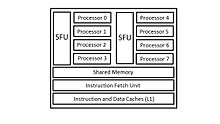 SFU
Processor 0
Processor 1
Processor 2
Processor 3
SFU
Processor 4
Processor 5
Processor 6
Processor 7
Shared Memory
Instruction Fetch Unit
Instruction and Data Caches (L1)